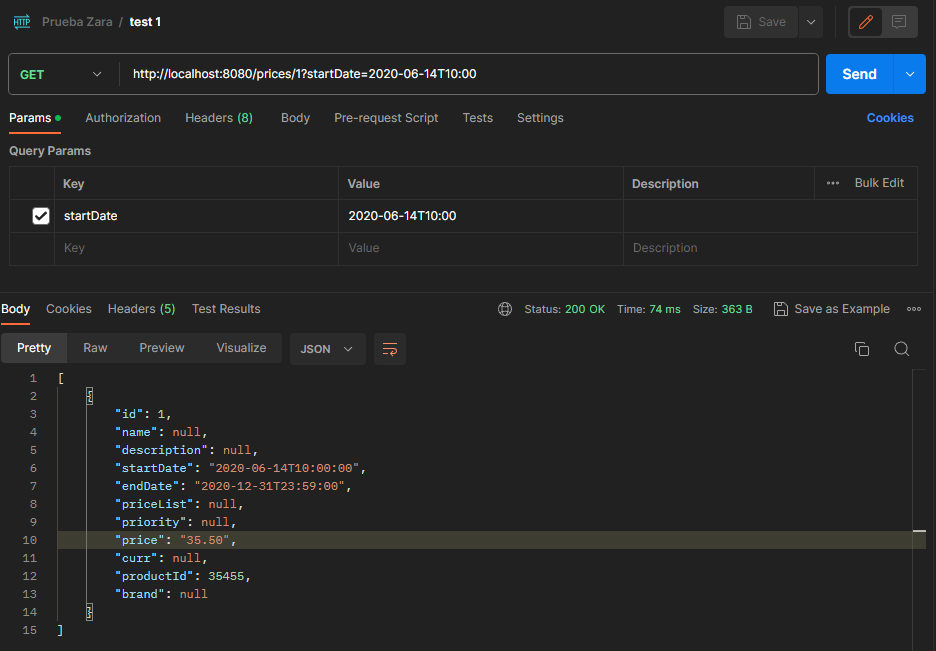 HTTP Prueba Zara / test 1 Save
GET http://localhost:8080/prices/1?startDate=2020-06-14T10:00 Send
Params Authorization Headers (8) Body Pre-request Script Tests Settings Cookies
Query Params
Key Value Description Bulk Edit
startDate 2020-06-14T10:00
Key Value Description
Body Cookies Headers (5) Test Results Status: 200 OK Time: 74 ms Size: 363 B Save as Example
Pretty Raw Preview Visualize JSON
1 [
2 {
3 "id": 1,
4 "name": null,
5 "description": null,
6 "startDate": "2020-06-14T10:00:00",
7 "endDate": "2020-12-31T23:59:00",
8 "priceList": null,
9 "priority": null,
10 "price": "35.50",
11 "curr": null,
12 "productId": 35455,
13 "brand": null
14 }
15 ]